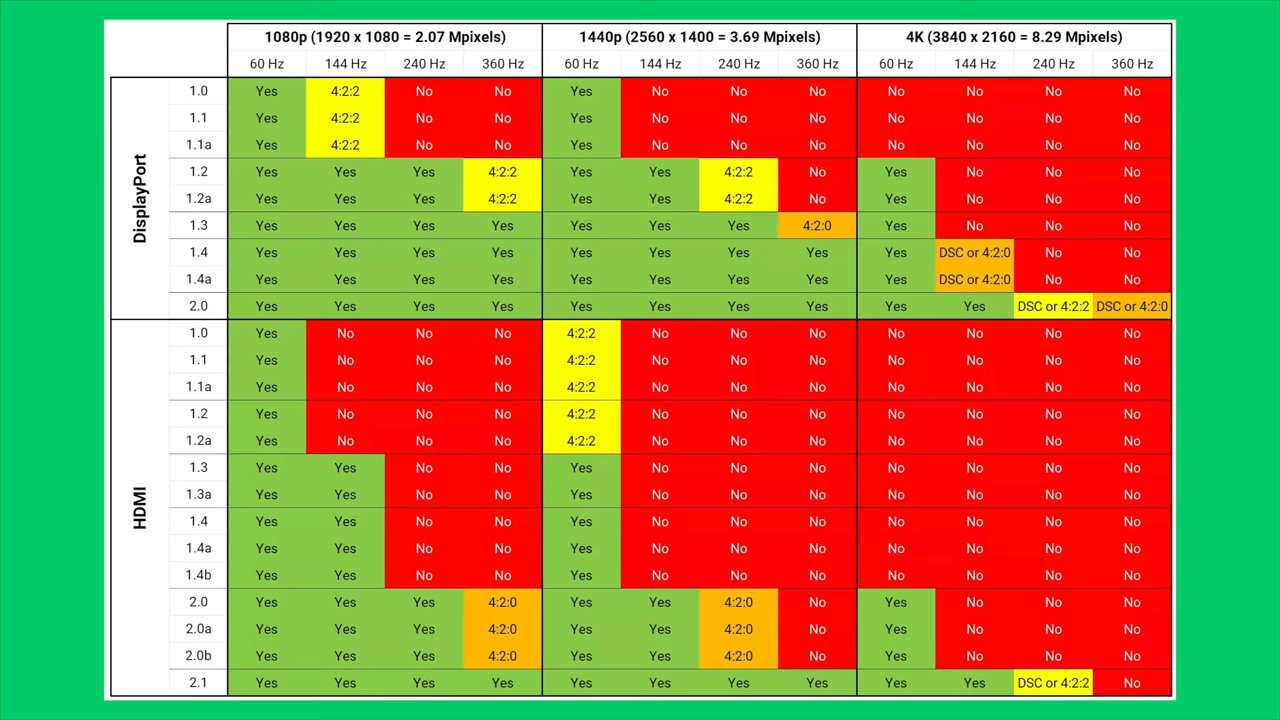 1080p (1920 x 1080 = 2.07 Mpixels) 1440p (2560 x 1400 = 3.69 Mpixels) 4K (3840 x 2160 = 8.29 Mpixels)
60 Hz 144 Hz 240 Hz 360 Hz 60 Hz 144 Hz 240 Hz 360 Hz 60 Hz 144 Hz 240 Hz 360 Hz
DisplayPort
1.0 Yes 4:2:2 No No Yes No No No No No No No
1.1 Yes 4:2:2 No No Yes No No No No No No No
1.1a Yes 4:2:2 No No Yes No No No No No No No
1.2 Yes Yes Yes 4:2:2 Yes Yes 4:2:2 No Yes No No No
1.2a Yes Yes Yes 4:2:2 Yes Yes 4:2:2 No Yes No No No
1.3 Yes Yes Yes Yes Yes Yes Yes 4:2:0 Yes No No No
1.4 Yes Yes Yes Yes Yes Yes Yes Yes Yes DSC or 4:2:0 No No
1.4a Yes Yes Yes Yes Yes Yes Yes Yes Yes DSC or 4:2:0 No No
2.0 Yes Yes Yes Yes Yes Yes Yes Yes Yes Yes DSC or 4:2:2 DSC or 4:2:0
HDMI
1.0 Yes No No No 4:2:2 No No No No No No No
1.1 Yes No No No 4:2:2 No No No No No No No
1.1a Yes No No No 4:2:2 No No No No No No No
1.2 Yes No No No 4:2:2 No No No No No No No
1.2a Yes No No No 4:2:2 No No No No No No No
1.3 Yes Yes No No Yes No No No No No No No
1.3a Yes Yes No No Yes No No No No No No No
1.4 Yes Yes No No Yes No No No No No No No
1.4a Yes Yes No No Yes No No No No No No No
1.4b Yes Yes No No Yes No No No No No No No
2.0 Yes Yes Yes 4:2:0 Yes Yes 4:2:0 No Yes No No No
2.0a Yes Yes Yes 4:2:0 Yes Yes 4:2:0 No Yes No No No
2.0b Yes Yes Yes 4:2:0 Yes Yes 4:2:0 No Yes No No No
2.1 Yes Yes Yes Yes Yes Yes Yes Yes Yes Yes DSC or 4:2:2 No